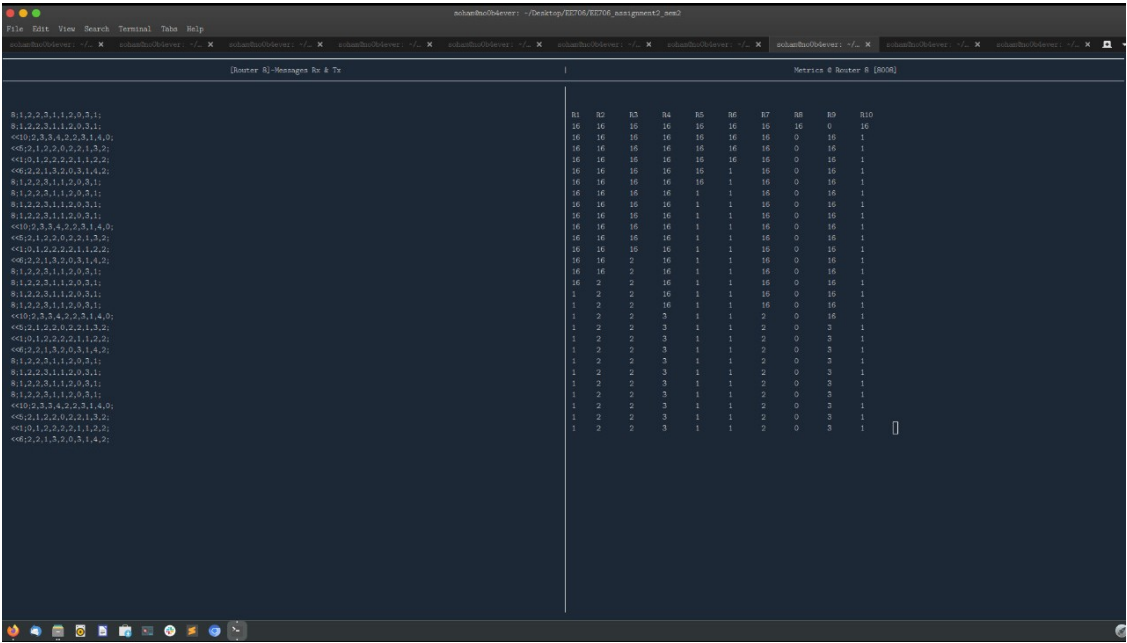 soham@no0b4ever: ~/Desktop/EE706/EE706_assignment2_sem2
File Edit View Search Terminal Tabs Help
soham@no0b4ever: ~/… soham@no0b4ever: ~/… soham@no0b4ever: ~/… soham@no0b4ever: ~/… soham@no0b4ever: ~/… soham@no0b4ever: ~/… soham@no0b4ever: ~/… soham@no0b4ever: ~/… soham@no0b4ever: ~/… soham@no0b4ever: ~/…
[Router 8]-Messages Rx & Tx | Metrics @ Router 8 [8008]
8;1,2,2,3,1,1,2,0,3,1;
8;1,2,2,3,1,1,2,0,3,1;
<<10;2,3,3,4,2,2,3,1,4,0;
<<5;2,1,2,2,0,2,2,1,3,2;
<<1;0,1,2,2,2,2,1,1,2,2;
<<6;2,2,1,3,2,0,3,1,4,2;
8;1,2,2,3,1,1,2,0,3,1;
8;1,2,2,3,1,1,2,0,3,1;
8;1,2,2,3,1,1,2,0,3,1;
8;1,2,2,3,1,1,2,0,3,1;
<<10;2,3,3,4,2,2,3,1,4,0;
<<5;2,1,2,2,0,2,2,1,3,2;
<<1;0,1,2,2,2,2,1,1,2,2;
<<6;2,2,1,3,2,0,3,1,4,2;
8;1,2,2,3,1,1,2,0,3,1;
8;1,2,2,3,1,1,2,0,3,1;
8;1,2,2,3,1,1,2,0,3,1;
8;1,2,2,3,1,1,2,0,3,1;
<<10;2,3,3,4,2,2,3,1,4,0;
<<5;2,1,2,2,0,2,2,1,3,2;
<<1;0,1,2,2,2,2,1,1,2,2;
<<6;2,2,1,3,2,0,3,1,4,2;
8;1,2,2,3,1,1,2,0,3,1;
8;1,2,2,3,1,1,2,0,3,1;
8;1,2,2,3,1,1,2,0,3,1;
8;1,2,2,3,1,1,2,0,3,1;
<<10;2,3,3,4,2,2,3,1,4,0;
<<5;2,1,2,2,0,2,2,1,3,2;
<<1;0,1,2,2,2,2,1,1,2,2;
<<6;2,2,1,3,2,0,3,1,4,2;
R1 R2 R3 R4 R5 R6 R7 R8 R9 R10
16 16 16 16 16 16 16 16 0 16
16 16 16 16 16 16 16 0 16 1
16 16 16 16 16 16 16 0 16 1
16 16 16 16 16 16 16 0 16 1
16 16 16 16 16 1 16 0 16 1
16 16 16 16 16 1 16 0 16 1
16 16 16 16 1 1 16 0 16 1
16 16 16 16 1 1 16 0 16 1
16 16 16 16 1 1 16 0 16 1
16 16 16 16 1 1 16 0 16 1
16 16 16 16 1 1 16 0 16 1
16 16 16 16 1 1 16 0 16 1
16 16 2 16 1 1 16 0 16 1
16 16 2 16 1 1 16 0 16 1
16 2 2 16 1 1 16 0 16 1
1 2 2 16 1 1 16 0 16 1
1 2 2 16 1 1 16 0 16 1
1 2 2 3 1 1 2 0 16 1
1 2 2 3 1 1 2 0 3 1
1 2 2 3 1 1 2 0 3 1
1 2 2 3 1 1 2 0 3 1
1 2 2 3 1 1 2 0 3 1
1 2 2 3 1 1 2 0 3 1
1 2 2 3 1 1 2 0 3 1
1 2 2 3 1 1 2 0 3 1
1 2 2 3 1 1 2 0 3 1
1 2 2 3 1 1 2 0 3 1
1 2 2 3 1 1 2 0 3 1